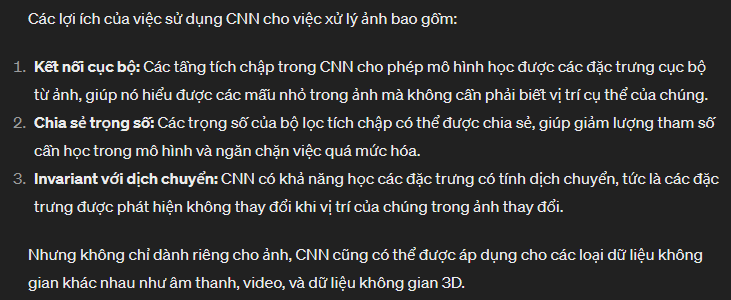 Các lợi ích của việc sử dụng CNN cho việc xử lý ảnh bao gồm:
1. Kết nối cục bộ: Các tầng tích chập trong CNN cho phép mô hình học được các đặc trưng cục bộ
từ ảnh, giúp nó hiểu được các mẫu nhỏ trong ảnh mà không cần phải biết vị trí cụ thể của chúng.
2. Chia sẻ trọng số: Các trọng số của bộ lọc tích chập có thể được chia sẻ, giúp giảm lượng tham số
cần học trong mô hình và ngăn chặn việc quá mức hóa.
3. Invariant với dịch chuyển: CNN có khả năng học các đặc trưng có tính dịch chuyển, tức là các đặc
trưng được phát hiện không thay đổi khi vị trí của chúng trong ảnh thay đổi.
Nhưng không chỉ dành riêng cho ảnh, CNN cũng có thể được áp dụng cho các loại dữ liệu không
gian khác nhau như âm thanh, video, và dữ liệu không gian 3D.